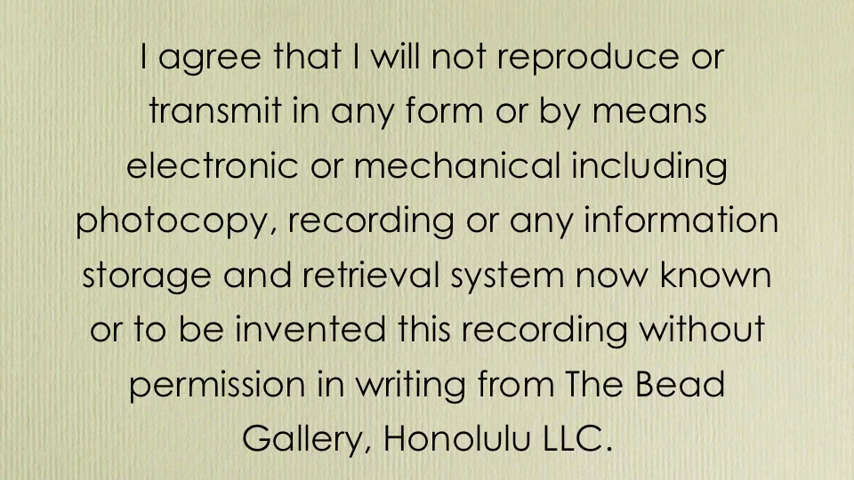 I agree that I will not reproduce or
transmit in any form or by means
electronic or mechanical including
photocopy, recording or any information
storage and retrieval system now known
or to be invented this recording without
permission in writing from The Bead
Gallery, Honolulu LLC.